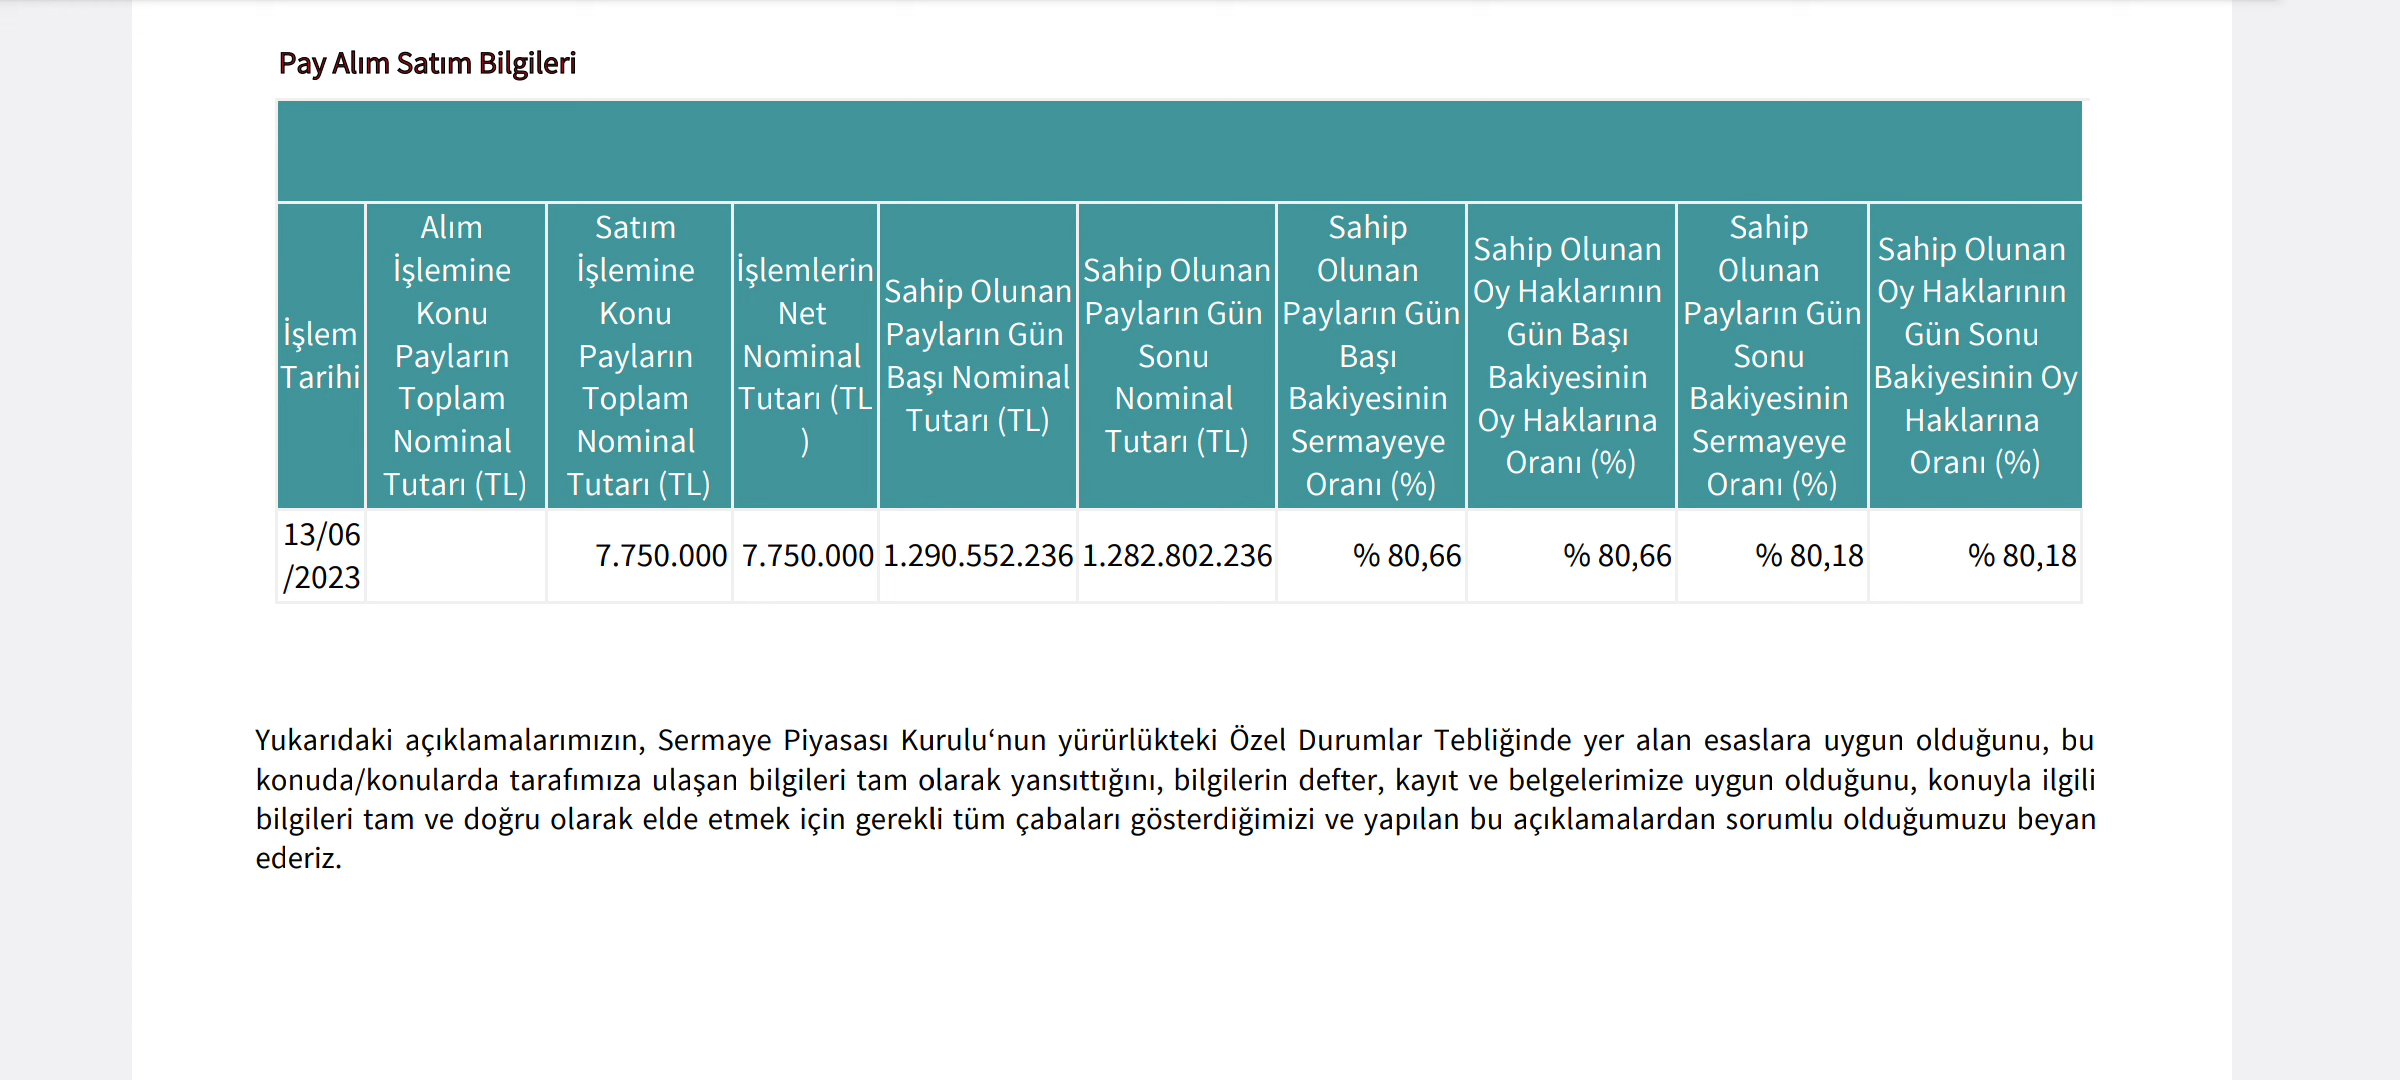 Pay Alım Satım Bilgileri
İşlem
Tarihi
Alım
İşlemine
Konu
Payların
Toplam
Nominal
Tutarı (TL)
Satım
İşlemine
Konu
Payların
Toplam
Nominal
Tutarı (TL)
İşlemlerin
Net
Nominal
Tutarı (TL
)
Sahip Olunan
Payların Gün
Başı Nominal
Tutarı (TL)
Sahip Olunan
Payların Gün
Sonu
Nominal
Tutarı (TL)
Sahip
Olunan
Payların Gün
Başı
Bakiyesinin
Sermayeye
Oranı (%)
Sahip Olunan
Oy Haklarının
Gün Başı
Bakiyesinin
Oy Haklarına
Oranı (%)
Sahip
Olunan
Payların Gün
Sonu
Bakiyesinin
Sermayeye
Oranı (%)
Sahip Olunan
Oy Haklarının
Gün Sonu
Bakiyesinin Oy
Haklarına
Oranı (%)
13/06
/2023
7.750.000
7.750.000
1.290.552.236
1.282.802.236
% 80,66
% 80,66
% 80,18
% 80,18
Yukarıdaki açıklamalarımızın, Sermaye Piyasası Kurulu‘nun yürürlükteki Özel Durumlar Tebliğinde yer alan esaslara uygun olduğunu, bu
konuda/konularda tarafımıza ulaşan bilgileri tam olarak yansıttığını, bilgilerin defter, kayıt ve belgelerimize uygun olduğunu, konuyla ilgili
bilgileri tam ve doğru olarak elde etmek için gerekli tüm çabaları gösterdiğimizi ve yapılan bu açıklamalardan sorumlu olduğumuzu beyan
ederiz.